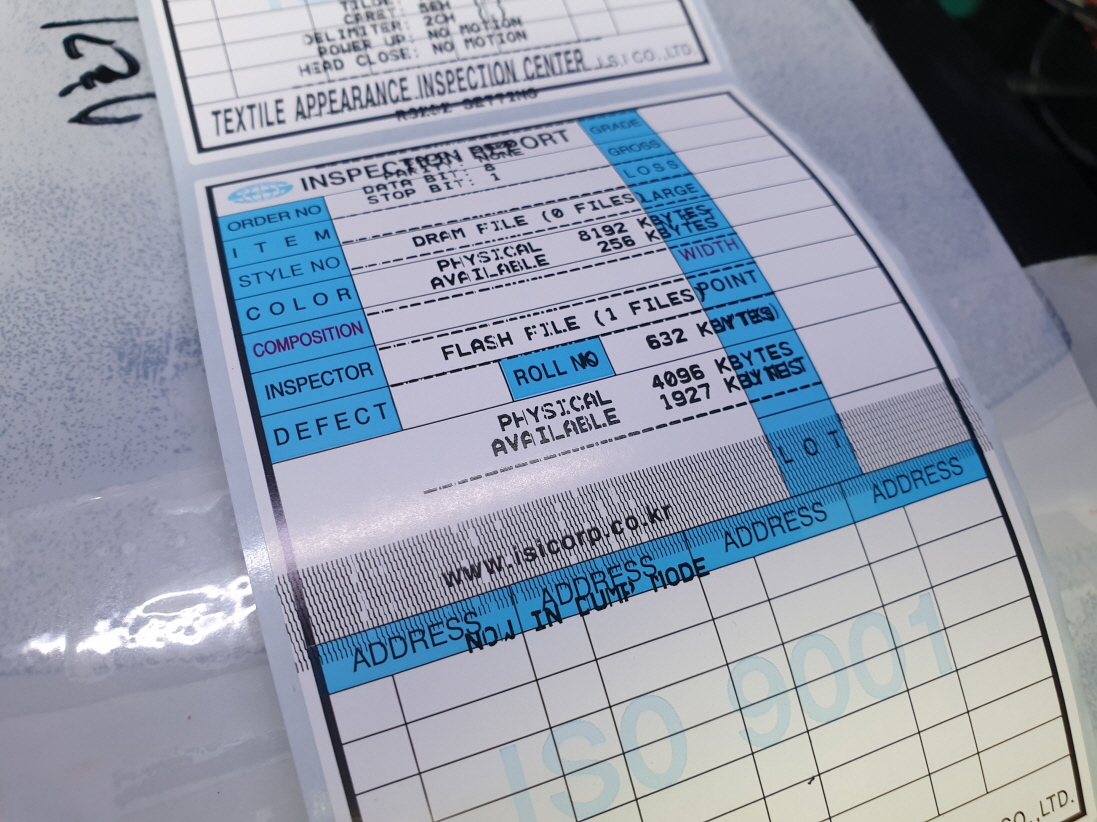 CARET: 5EH
DELIMITER: 2CH
POWER UP: NO MOTION
HEAD CLOSE: NO MOTION
I.S.I CO.,LTD.
TEXTILE APPEARANCE INSPECTION CENTER
RS232 SETTING
INSPECTION REPORT
PARITY: NONE
DATA BIT: 8
STOP BIT: 1
GRADE
GROSS
LOSS
LARGE
WIDTH
POINT
LOT
ORDER NO
ITEM
STYLE NO
COLOR
COMPOSITION
INSPECTOR
DEFECT
DRAM FILE (0 FILES)
PHYSICAL 8192 KBYTES
AVAILABLE 256 KBYTES
FLASH FILE (1 FILES)
632 KBYTES
ROLL NO
PHYSICAL 4096 KBYTES
AVAILABLE 1927 KBYTES
www.isicorp.co.kr
ADDRESS ADDRESS ADDRESS ADDRESS
NOW IN DUMP MODE
ISO 9001
CO.,LTD.